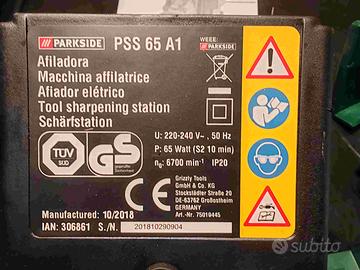 /// PARKSIDE PSS 65 A1
WEEE:
Afiladora
Macchina affilatrice
Afiador elétrico
Tool sharpening station
Schärfstation
U: 220-240 V~, 50 Hz
P: 65 Watt (S2 10 min)
n₀ 6700 min⁻¹ IP20
TÜV
SÜD
GS
CE
Grizzly Tools
GmbH & Co. KG
Stockstädter Straße 20
DE-63762 Großostheim
GERMANY
Art.-Nr. 75019445
Manufactured: 10/2018
IAN: 306861 S./N. 201810290904
subito